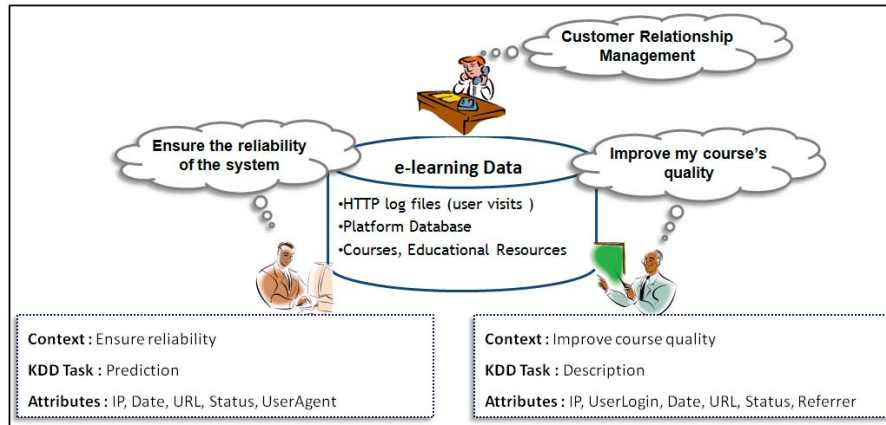 Customer Relationship
Management
Ensure the reliability
of the system
e-learning Data
Improve my course's
quality
•HTTP log files (user visits )
•Platform Database
•Courses, Educational Resources
Context : Ensure reliability
KDD Task : Prediction
Attributes : IP, Date, URL, Status, UserAgent
Context : Improve course quality
KDD Task : Description
Attributes : IP, UserLogin, Date, URL, Status, Referrer